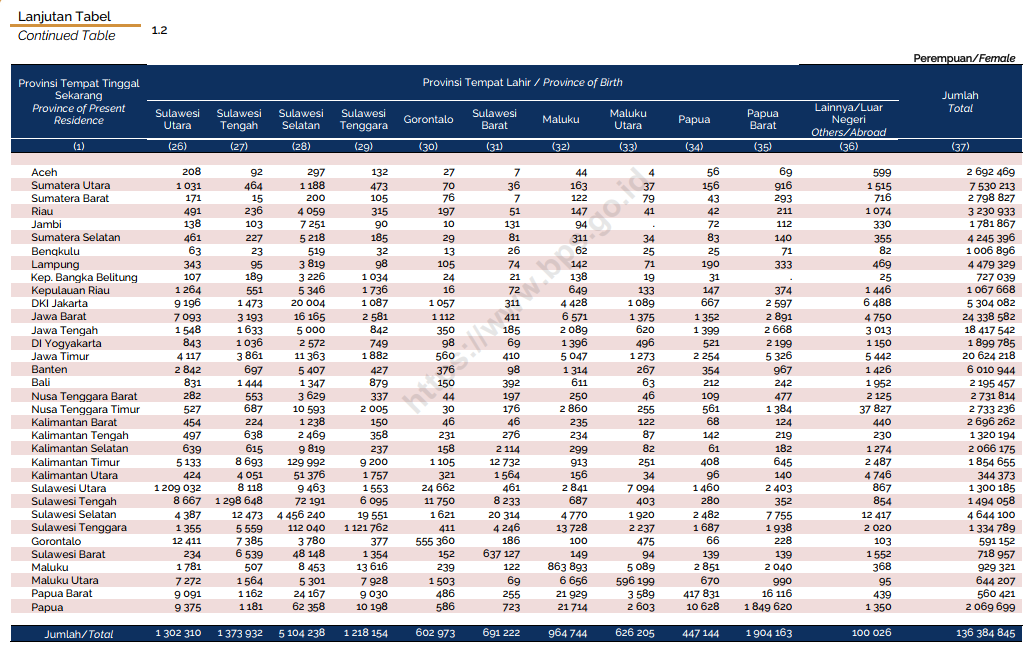 Lanjutan Tabel
Continued Table
1.2
Perempuan/Female
Provinsi Tempat Tinggal Sekarang Province of Present Residence
Provinsi Tempat Lahir / Province of Birth
Sulawesi Utara Sulawesi Tengah Sulawesi Selatan Sulawesi Tenggara Gorontalo Sulawesi Barat Maluku Maluku Utara Papua Papua Barat Lainnya/Luar Negeri Others/Abroad Jumlah Total
(1) (26) (27) (28) (29) (30) (31) (32) (33) (34) (35) (36) (37)
Aceh 208 92 297 132 27 7 44 4 56 69 599 2 692 469
Sumatera Utara 1 031 464 1 188 473 70 36 163 37 156 916 1 515 7 530 213
Sumatera Barat 171 15 200 105 76 7 122 79 43 293 716 2 798 827
Riau 491 236 4 059 315 197 51 147 41 42 211 1 074 3 230 933
Jambi 138 103 7 251 90 10 131 94 . 72 112 330 1 781 867
Sumatera Selatan 461 227 5 218 185 29 81 311 34 83 140 355 4 245 396
Bengkulu 63 23 519 32 13 26 62 25 25 71 82 1 006 896
Lampung 343 95 3 819 98 105 74 142 71 190 333 469 4 479 329
Kep. Bangka Belitung 107 189 3 226 1 034 24 21 138 19 31 . 25 727 039
Kepulauan Riau 1 264 551 5 346 1 736 16 72 649 133 147 374 1 446 1 067 668
DKI Jakarta 9 196 1 473 20 004 1 087 1 057 311 4 428 1 089 667 2 597 6 488 5 304 082
Jawa Barat 7 093 3 193 16 165 2 581 1 112 411 6 571 1 375 1 352 2 891 4 750 24 338 582
Jawa Tengah 1 548 1 633 5 000 842 350 185 2 089 620 1 399 2 668 3 013 18 417 542
DI Yogyakarta 843 1 036 2 572 749 98 69 1 396 496 521 2 199 1 150 1 899 785
Jawa Timur 4 117 3 861 11 363 1 882 560 410 5 047 1 273 2 254 5 326 5 442 20 624 218
Banten 2 842 697 5 407 427 376 98 1 314 267 354 967 1 426 6 010 944
Bali 831 1 444 1 347 879 150 392 611 63 212 242 1 952 2 195 457
Nusa Tenggara Barat 282 553 3 629 337 44 197 250 46 109 477 2 125 2 731 814
Nusa Tenggara Timur 527 687 10 593 2 005 30 176 2 860 255 561 1 384 37 827 2 733 236
Kalimantan Barat 454 224 1 238 150 46 46 235 122 68 124 440 2 696 262
Kalimantan Tengah 497 638 2 469 358 231 276 234 87 142 219 230 1 320 194
Kalimantan Selatan 639 615 9 819 237 158 2 114 299 82 61 182 1 274 2 066 175
Kalimantan Timur 5 133 8 693 129 992 9 200 1 105 12 732 913 251 408 645 2 487 1 854 655
Kalimantan Utara 424 4 051 51 376 1 757 321 1 564 156 34 96 140 4 746 344 373
Sulawesi Utara 1 209 032 8 118 9 463 1 553 24 662 461 2 841 7 094 1 460 2 403 867 1 300 185
Sulawesi Tengah 8 667 1 298 648 72 191 6 095 11 750 8 233 687 403 280 352 854 1 494 058
Sulawesi Selatan 4 387 12 473 4 456 240 19 551 1 621 20 314 4 770 1 920 2 482 7 755 12 417 4 644 100
Sulawesi Tenggara 1 355 5 559 112 040 1 121 762 411 4 246 13 728 2 237 1 687 1 938 2 020 1 334 789
Gorontalo 12 411 7 385 3 780 377 555 360 186 100 475 66 228 103 591 152
Sulawesi Barat 234 6 539 48 148 1 354 152 637 127 149 94 139 139 1 552 718 957
Maluku 1 781 507 8 453 13 616 239 122 863 893 5 089 2 851 2 040 368 929 321
Maluku Utara 7 272 1 564 5 301 7 928 1 503 69 6 656 596 199 670 990 95 644 207
Papua Barat 9 091 1 162 24 167 9 030 486 255 21 929 3 589 417 831 16 116 439 560 421
Papua 9 375 1 181 62 358 10 198 586 723 21 714 2 603 10 628 1 849 620 1 350 2 069 699
Jumlah/Total 1 302 310 1 373 932 5 104 238 1 218 154 602 973 691 222 964 744 626 205 447 144 1 904 163 100 026 136 384 845
https://www.bps.go.id